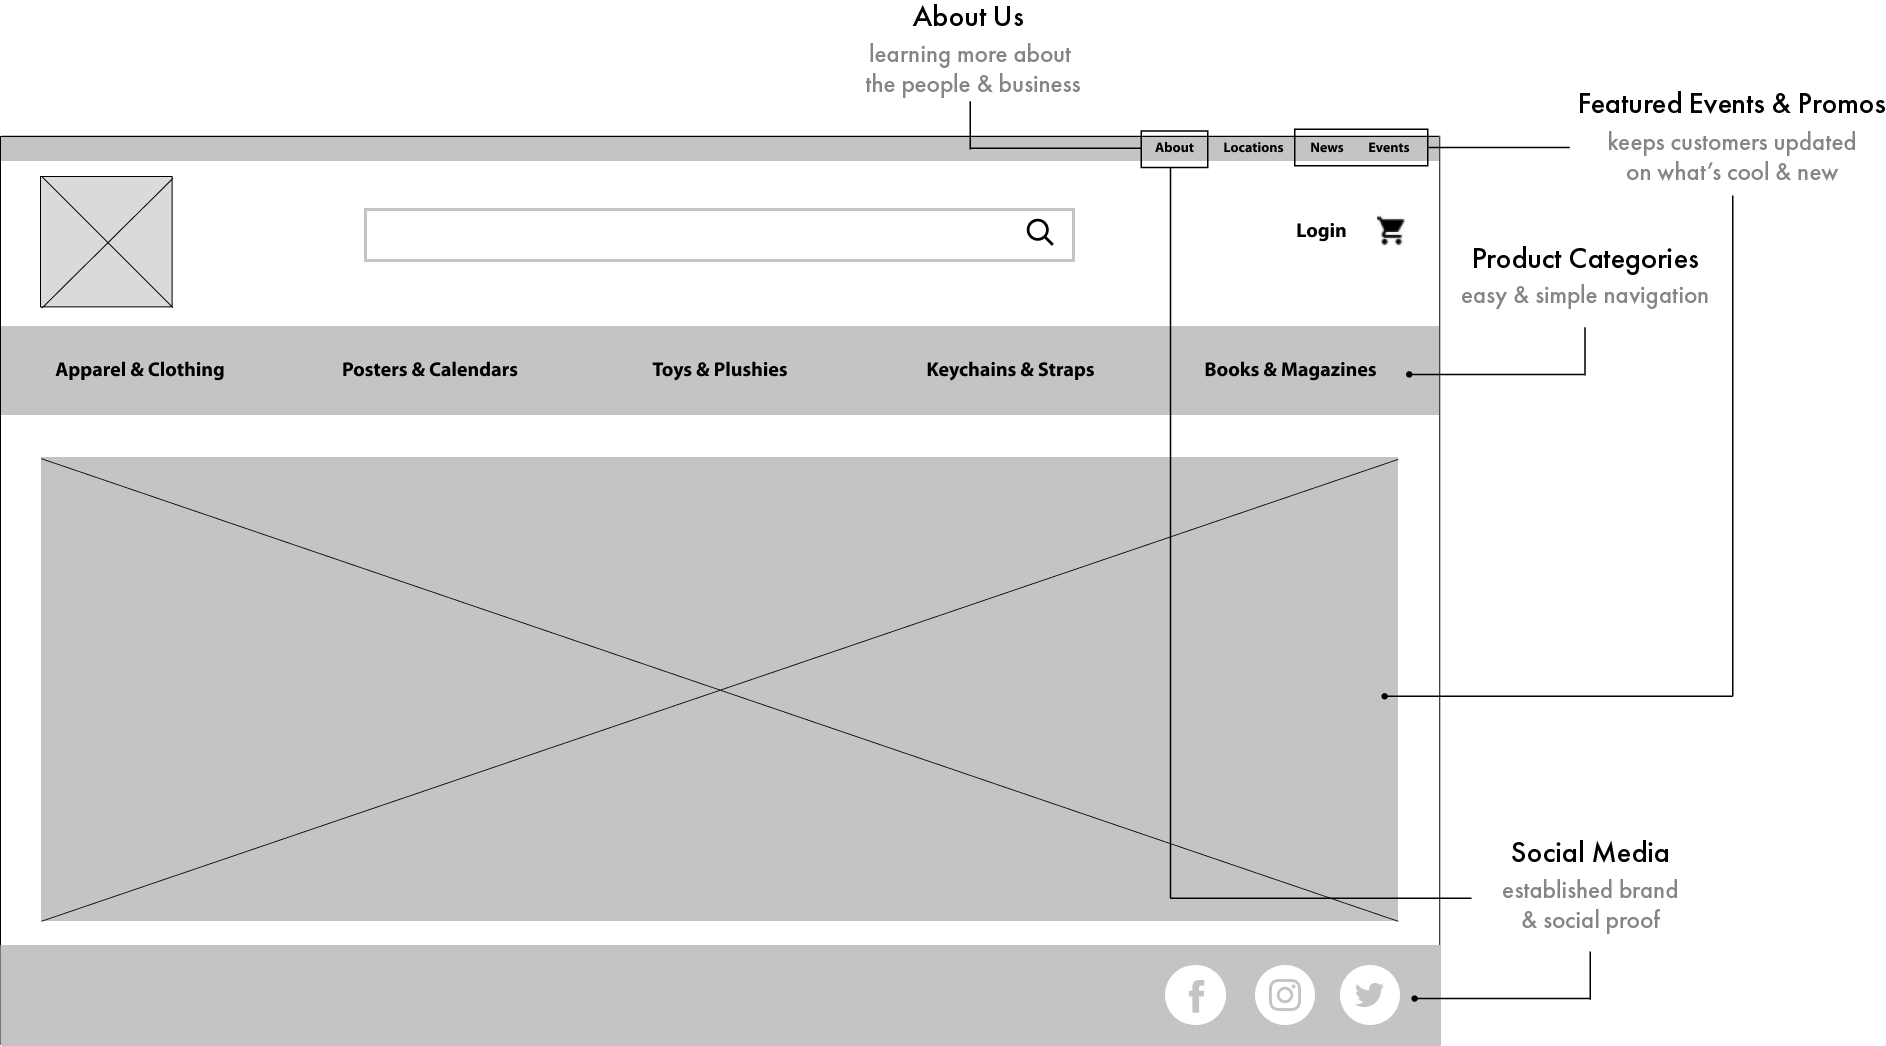 About Us
learning more about
the people & business
Featured Events & Promos
keeps customers updated
on what's cool & new
About
Locations
News
Events
Login
Product Categories
easy & simple navigation
Apparel & Clothing
Posters & Calendars
Toys & Plushies
Keychains & Straps
Books & Magazines
Social Media
established brand
& social proof